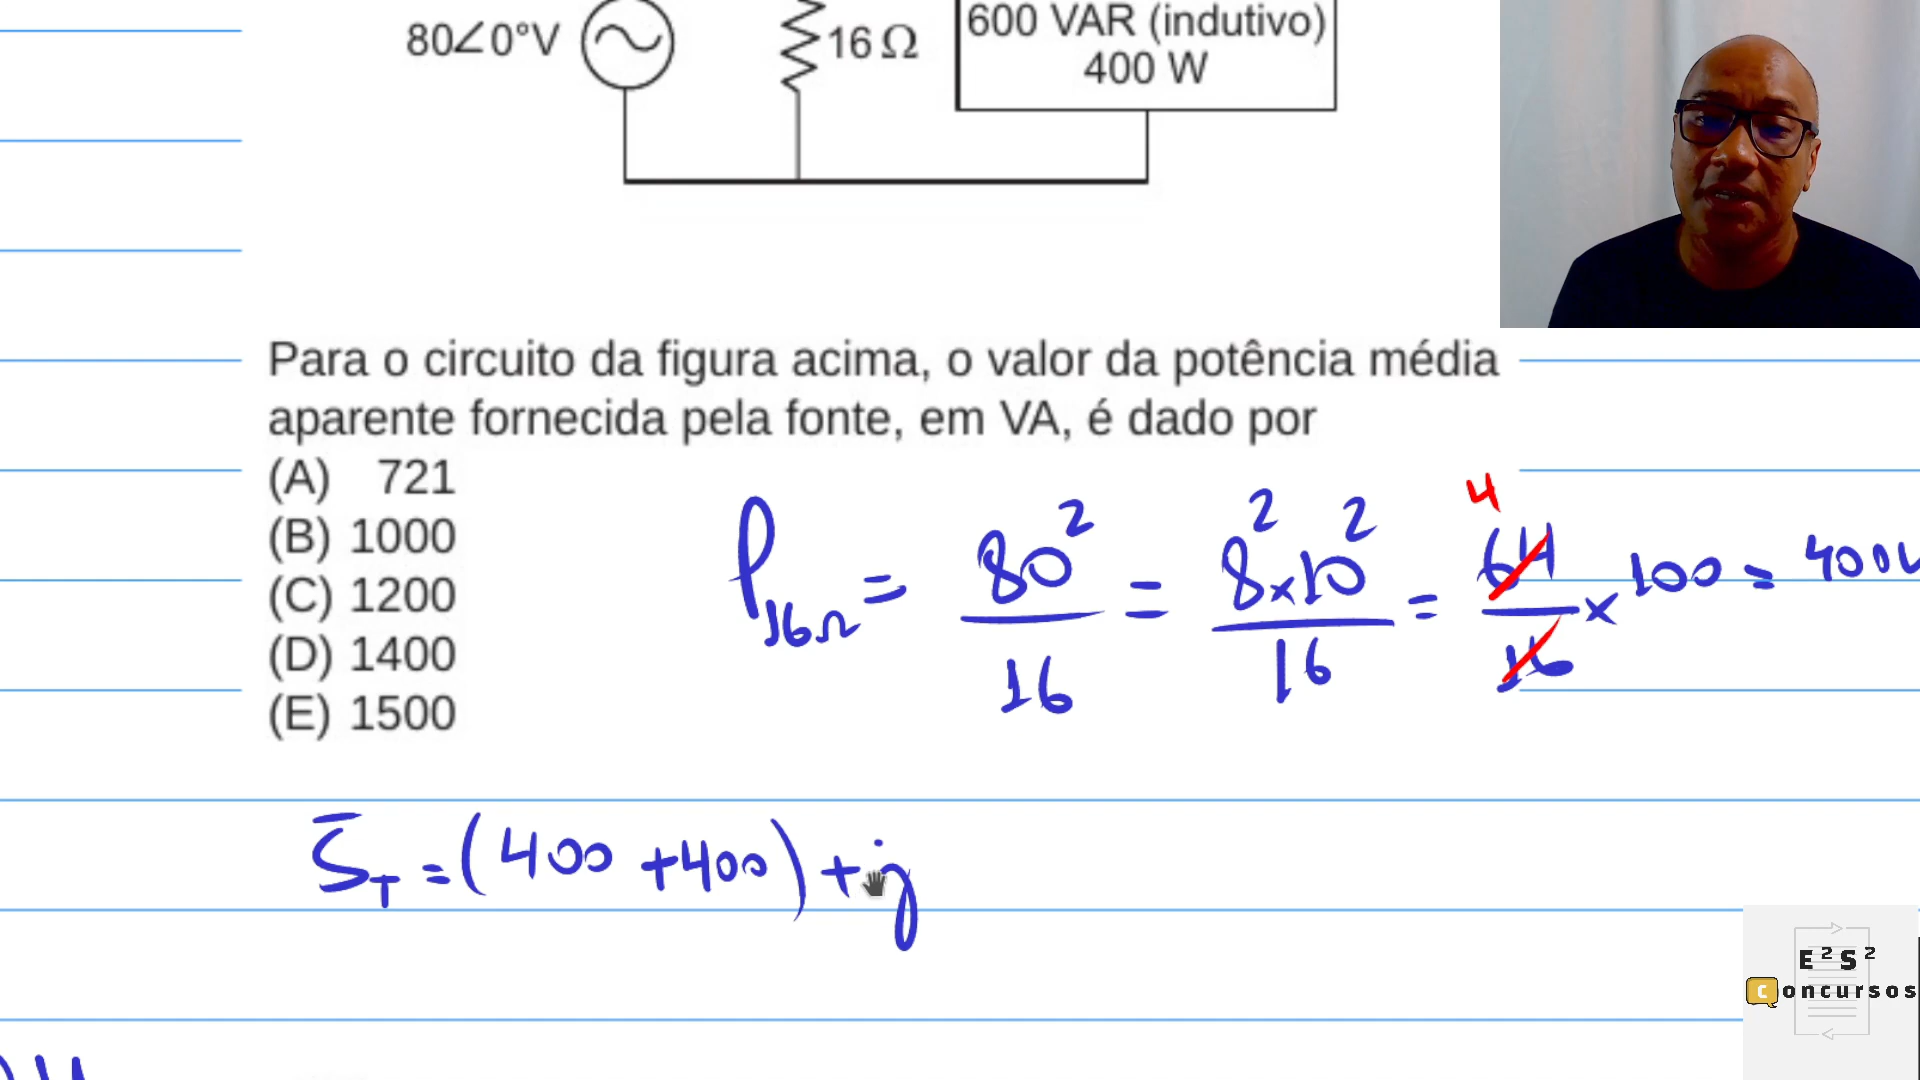 80∠0°V
16 Ω
600 VAR (indutivo)
400 W
Para o circuito da figura acima, o valor da potência média
aparente fornecida pela fonte, em VA, é dado por
(A) 721
(B) 1000
(C) 1200
(D) 1400
(E) 1500
P16Ω = 80² / 16 = 8²x10² / 16 = 64 / 16 x 100 = 400
4
S̅T = (400 + 400) + j
E²S²
Concursos